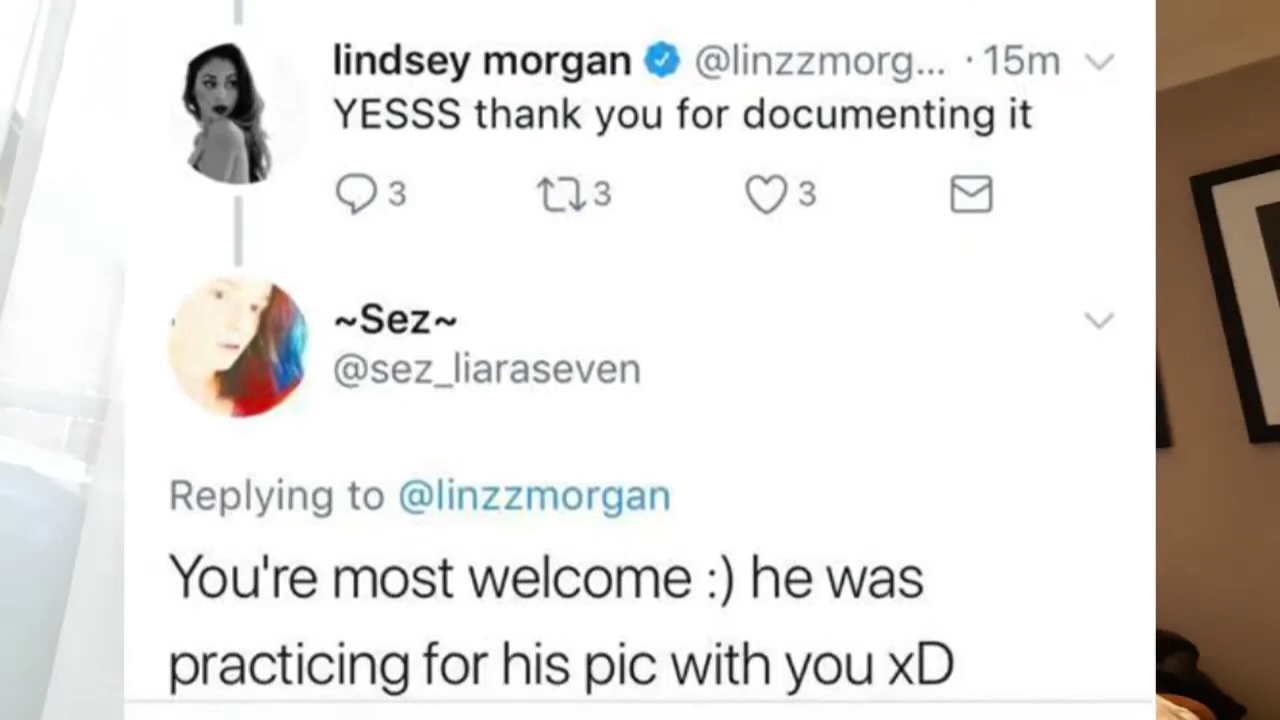 lindsey morgan @linzzmorg... · 15m
YESSS thank you for documenting it
3 3 3
~Sez~
@sez_liaraseven
Replying to @linzzmorgan
You're most welcome :) he was
practicing for his pic with you xD